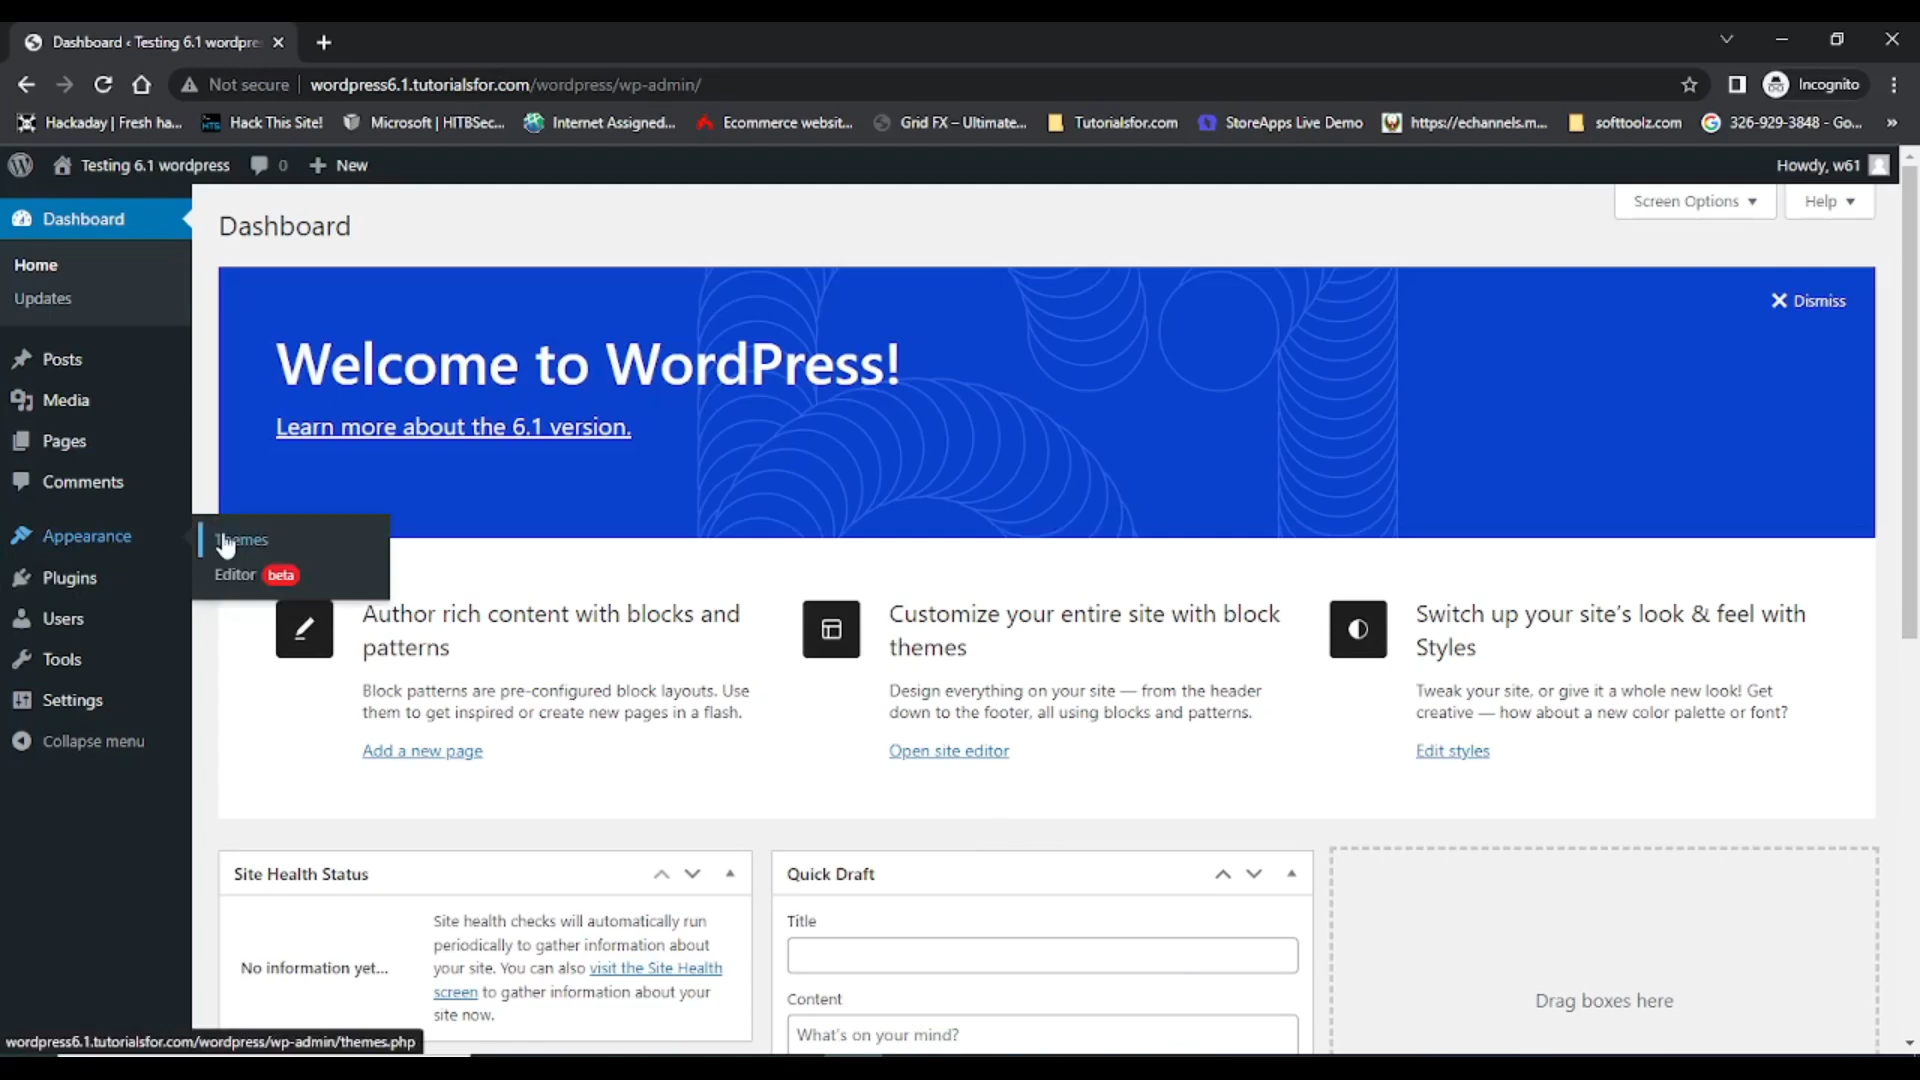 Dashboard ‹ Testing 6.1 wordpre
Not secure
wordpress6.1.tutorialsfor.com/wordpress/wp-admin/
Incognito
Hackaday | Fresh ha...
Hack This Site!
Microsoft | HITBSec...
Internet Assigned...
Ecommerce websit...
Grid FX – Ultimate...
Tutorialsfor.com
StoreApps Live Demo
https://echannels.m...
softtoolz.com
326-929-3848 - Go...
»
Testing 6.1 wordpress
0
New
Howdy, w61
Dashboard
Home
Updates
Posts
Media
Pages
Comments
Appearance
Plugins
Users
Tools
Settings
Collapse menu
Themes
Editor beta
Dashboard
Screen Options
Help
Dismiss
Welcome to WordPress!
Learn more about the 6.1 version.
Author rich content with blocks and
patterns
Block patterns are pre-configured block layouts. Use
them to get inspired or create new pages in a flash.
Add a new page
Customize your entire site with block
themes
Design everything on your site — from the header
down to the footer, all using blocks and patterns.
Open site editor
Switch up your site's look & feel with
Styles
Tweak your site, or give it a whole new look! Get
creative — how about a new color palette or font?
Edit styles
Site Health Status
No information yet...
Site health checks will automatically run
periodically to gather information about
your site. You can also visit the Site Health
screen to gather information about your
site now.
Quick Draft
Title
Content
What's on your mind?
Drag boxes here
wordpress6.1.tutorialsfor.com/wordpress/wp-admin/themes.php